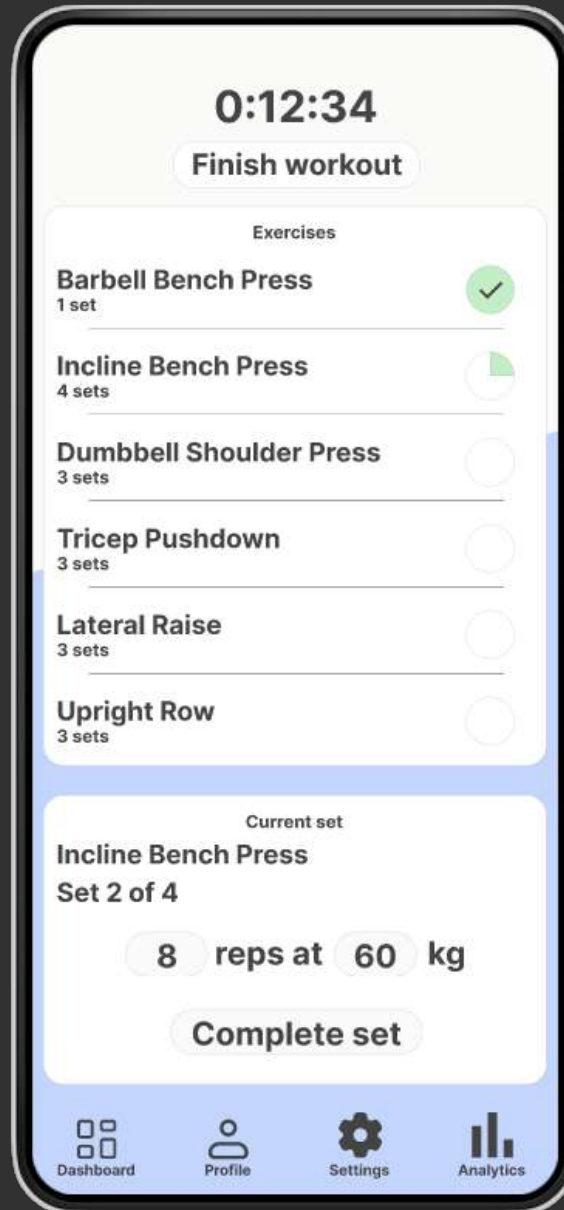 0:12:34
Finish workout
Exercises
Barbell Bench Press
1 set
Incline Bench Press
4 sets
Dumbbell Shoulder Press
3 sets
Tricep Pushdown
3 sets
Lateral Raise
3 sets
Upright Row
3 sets
Current set
Incline Bench Press
Set 2 of 4
8 reps at 60 kg
Complete set
Dashboard Profile Settings Analytics